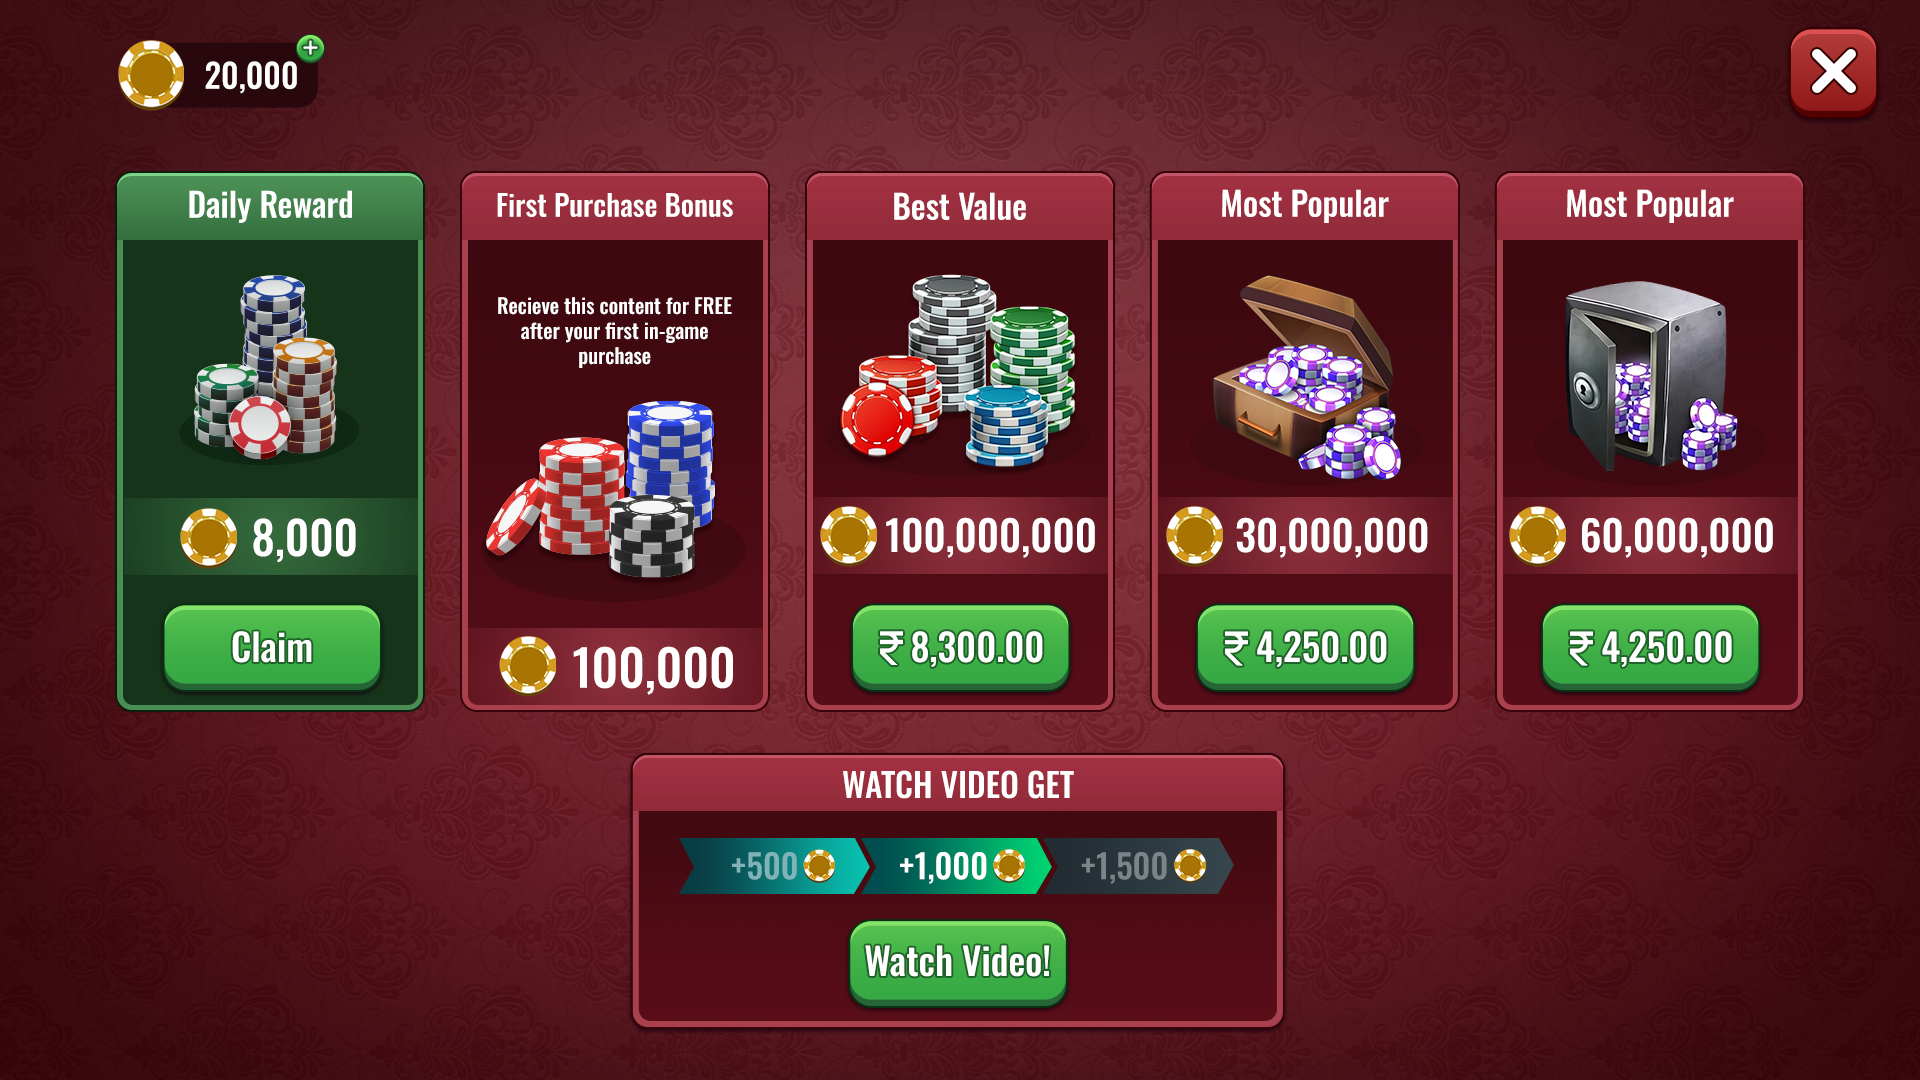 20,000
Daily Reward
8,000
Claim
First Purchase Bonus
Recieve this content for FREE
after your first in-game
purchase
100,000
Best Value
100,000,000
₹ 8,300.00
Most Popular
30,000,000
₹ 4,250.00
Most Popular
60,000,000
₹ 4,250.00
WATCH VIDEO GET
+500
+1,000
+1,500
Watch Video!